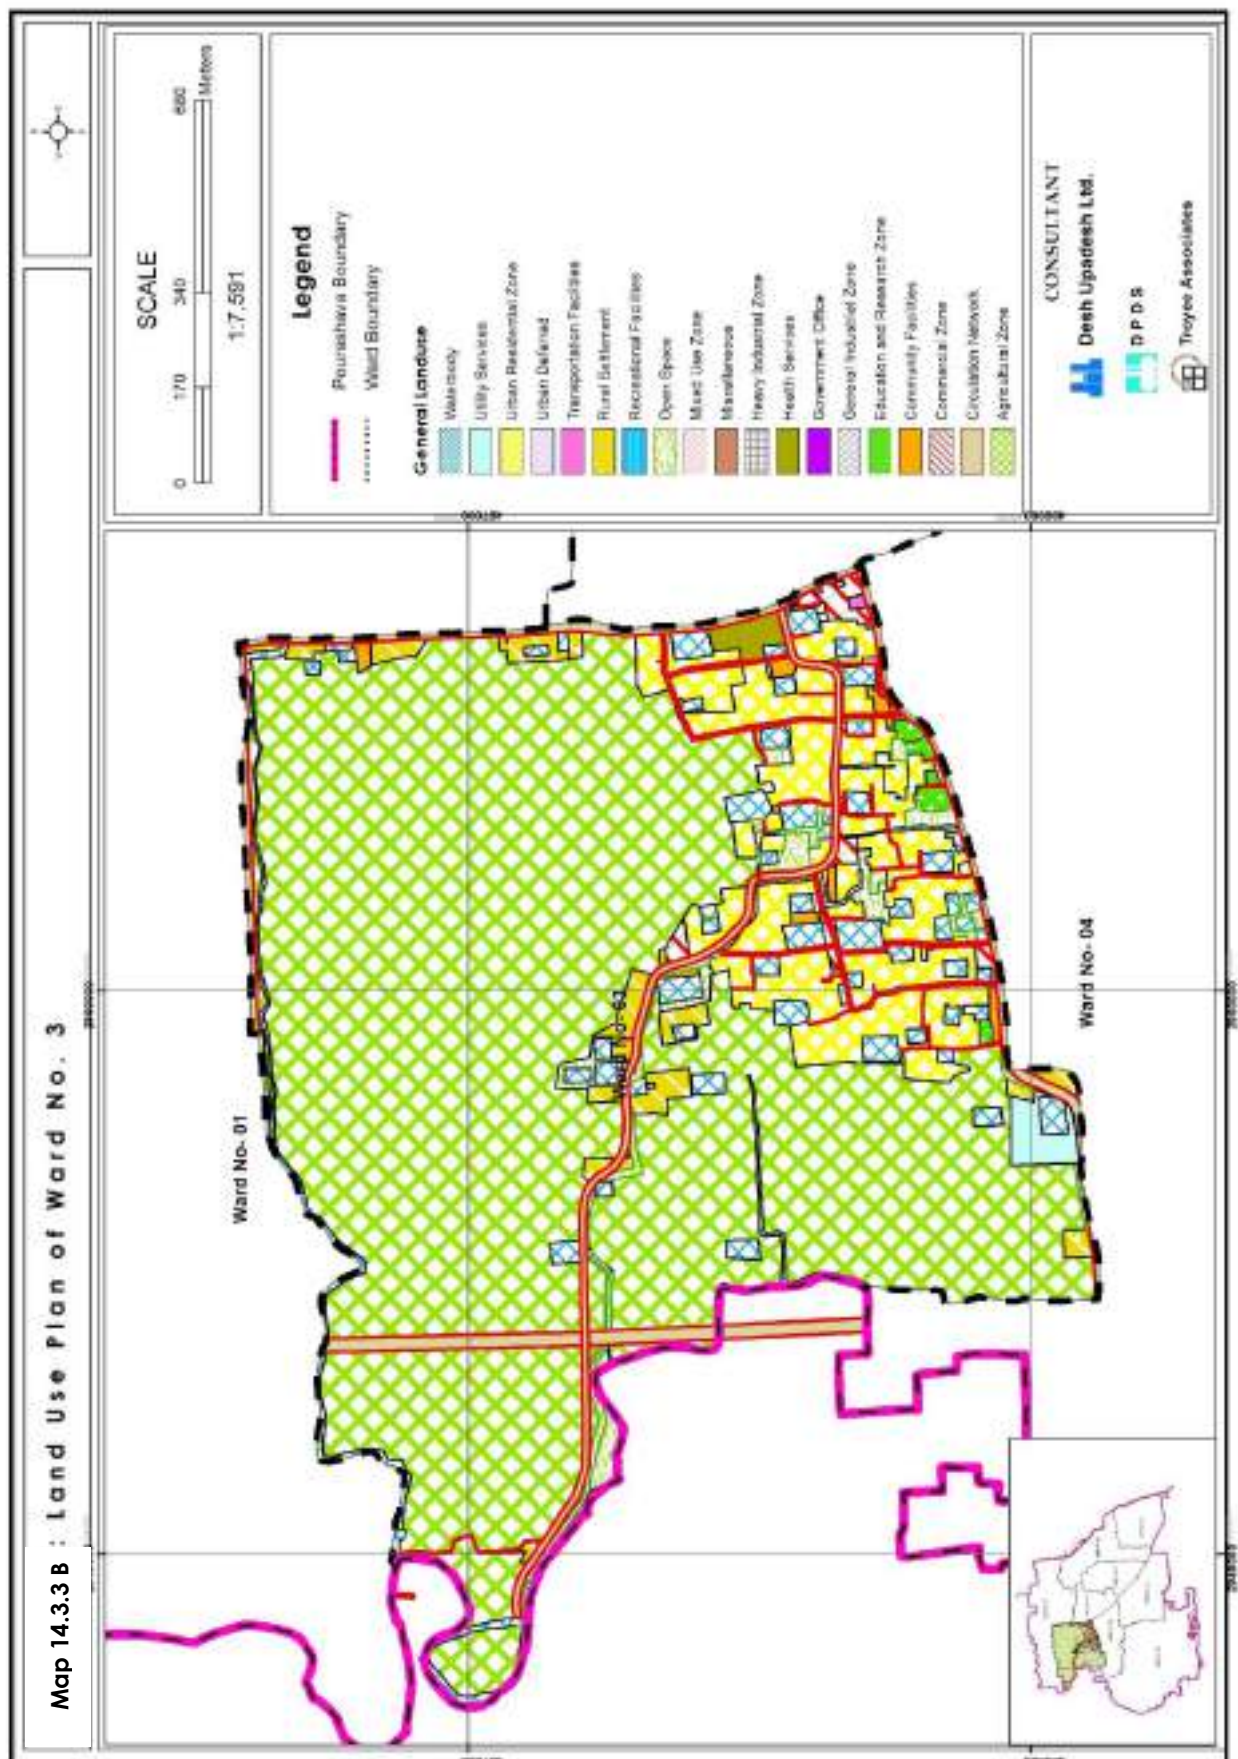 Map 14.3.3 B : Land Use Plan of Ward No. 3
SCALE
0 170 340 680
Meters
1:7,591
Legend
Pourashava Boundary
Ward Boundary
General Landuse
Waterbody
Utility Services
Urban Residential Zone
Urban Deferred
Transportation Facilities
Rural Settlement
Recreational Facilities
Open Space
Mixed Use Zone
Miscellaneous
Heavy Industrial Zone
Health Services
Government Office
General Industrial Zone
Education and Research Zone
Community Facilities
Commercial Zone
Circulation Network
Agricultural Zone
CONSULTANT
Desh Upadesh Ltd.
D P D S
Troyee Associates
Ward No- 01
Ward No- 04